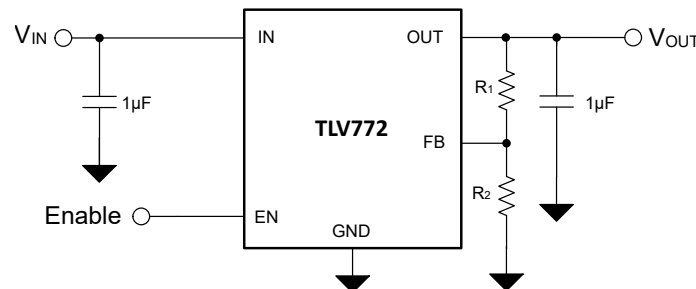 VIN
IN
OUT
VOUT
1µF
R1
1µF
TLV772
FB
R2
Enable
EN
GND